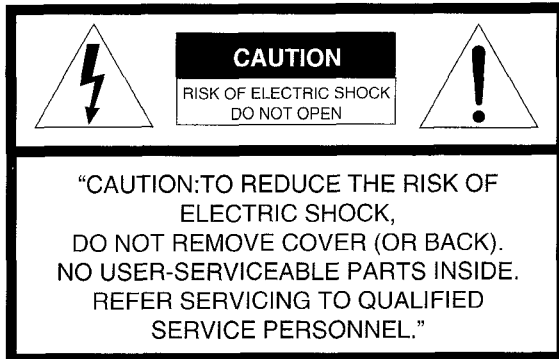 CAUTION
RISK OF ELECTRIC SHOCK
DO NOT OPEN
“CAUTION:TO REDUCE THE RISK OF
ELECTRIC SHOCK,
DO NOT REMOVE COVER (OR BACK).
NO USER-SERVICEABLE PARTS INSIDE.
REFER SERVICING TO QUALIFIED
SERVICE PERSONNEL.”